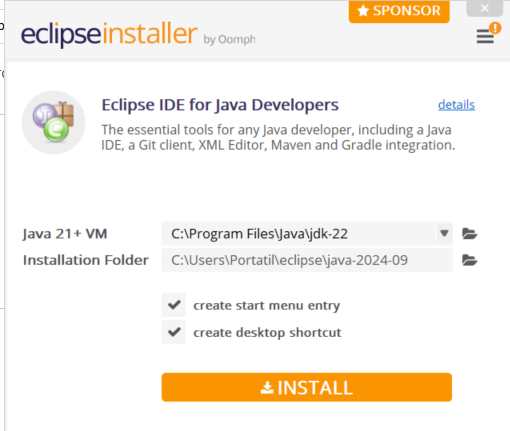 SPONSOR
eclipseinstaller by Oomph
Eclipse IDE for Java Developers
details
The essential tools for any Java developer, including a Java
IDE, a Git client, XML Editor, Maven and Gradle integration.
Java 21+ VM
C:\Program Files\Java\jdk-22
Installation Folder
C:\Users\Portatil\eclipse\java-2024-09
create start menu entry
create desktop shortcut
INSTALL